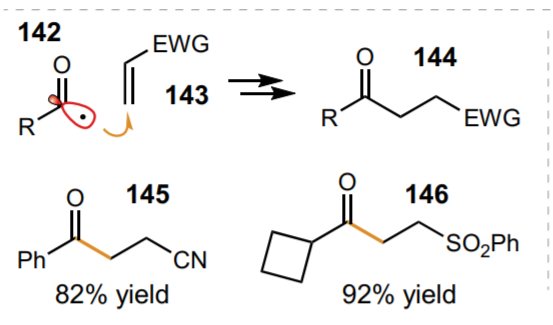 142
O
R
EWG
143
O
144
R
EWG
145
O
Ph
CN
82% yield
146
O
SO2Ph
92% yield